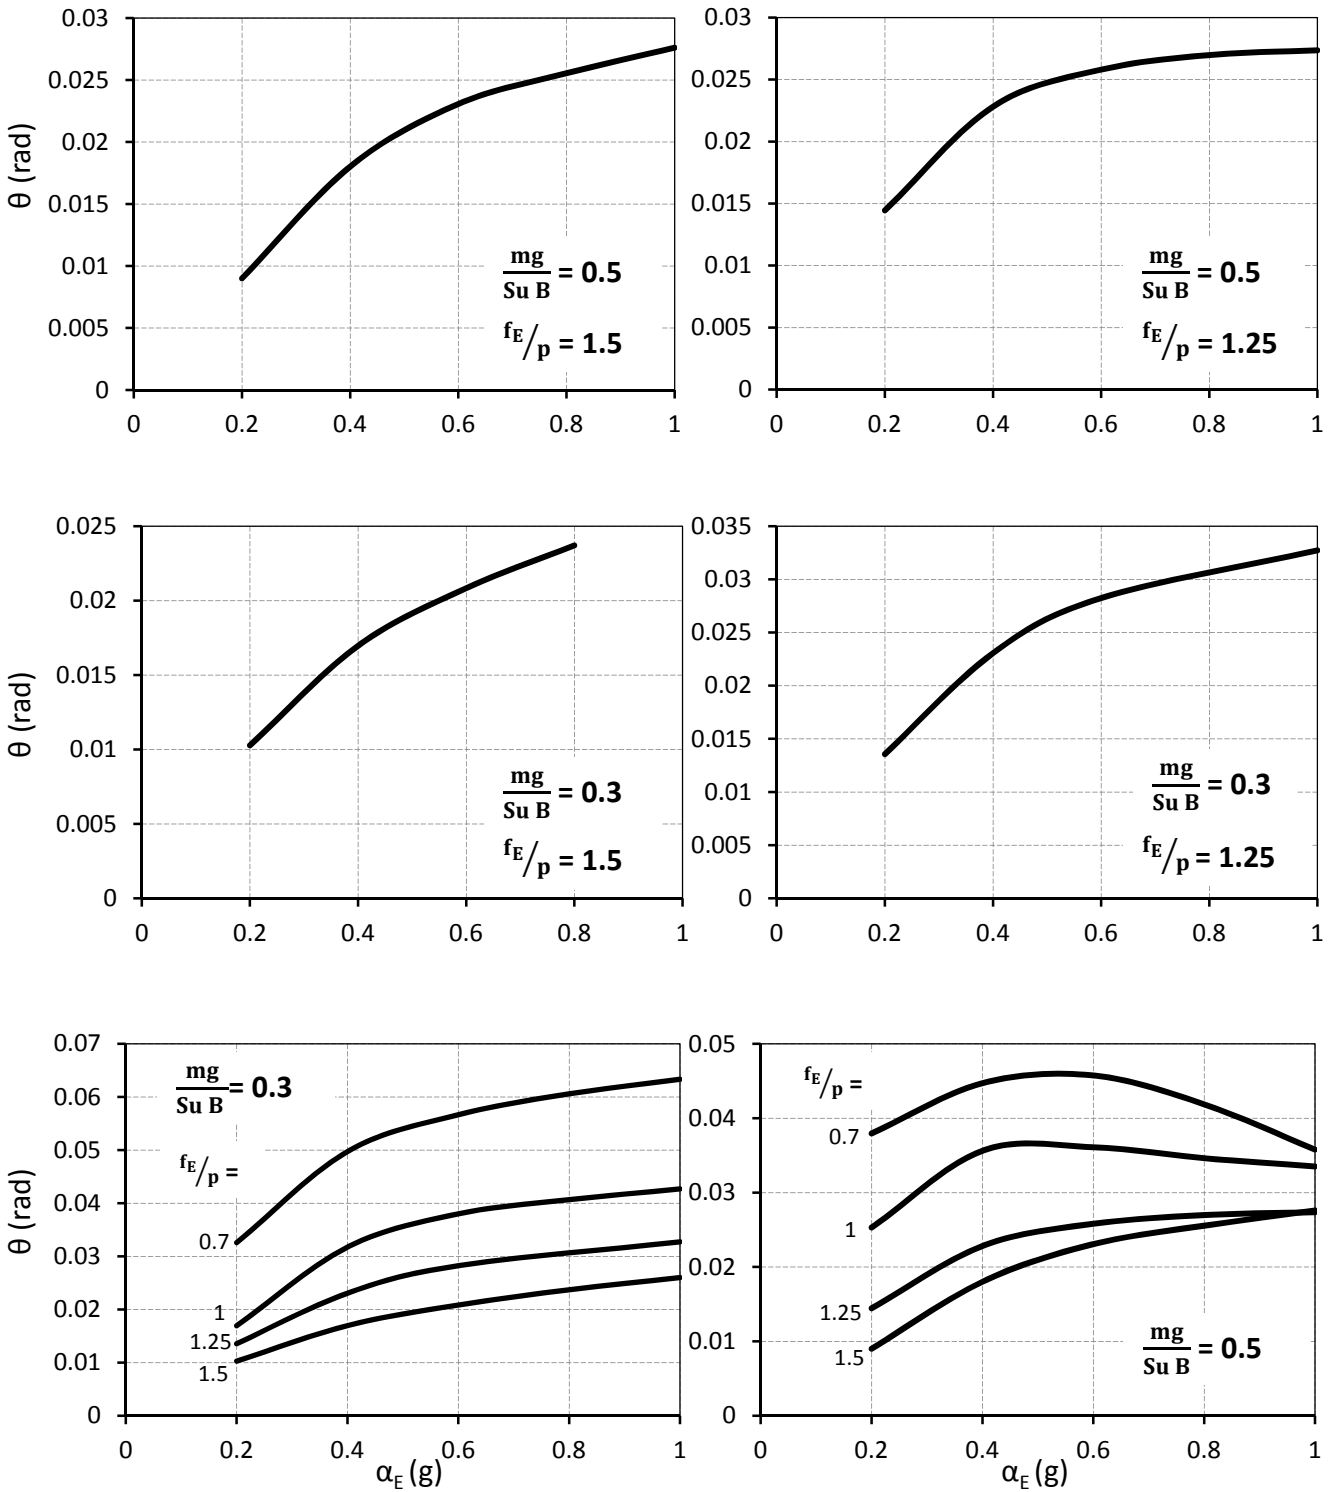 0.03
0.025
0.02
0.015
0.01
0.005
0
θ (rad)
0 0.2 0.4 0.6 0.8 1
mg
Su B
= 0.5
fE/p = 1.5
0.03
0.025
0.02
0.015
0.01
0.005
0
0 0.2 0.4 0.6 0.8 1
mg
Su B
= 0.5
fE/p = 1.25
0.025
0.02
0.015
0.01
0.005
0
θ (rad)
0 0.2 0.4 0.6 0.8 1
mg
Su B
= 0.3
fE/p = 1.5
0.035
0.03
0.025
0.02
0.015
0.01
0.005
0
0 0.2 0.4 0.6 0.8 1
mg
Su B
= 0.3
fE/p = 1.25
0.07
0.06
0.05
0.04
0.03
0.02
0.01
0
θ (rad)
mg
Su B
= 0.3
fE/p =
0.7
1
1.25
1.5
0 0.2 0.4 0.6 0.8 1
αE (g)
0.05
0.04
0.03
0.02
0.01
0
fE/p =
0.7
1
1.25
1.5
mg
Su B
= 0.5
0 0.2 0.4 0.6 0.8 1
αE (g)